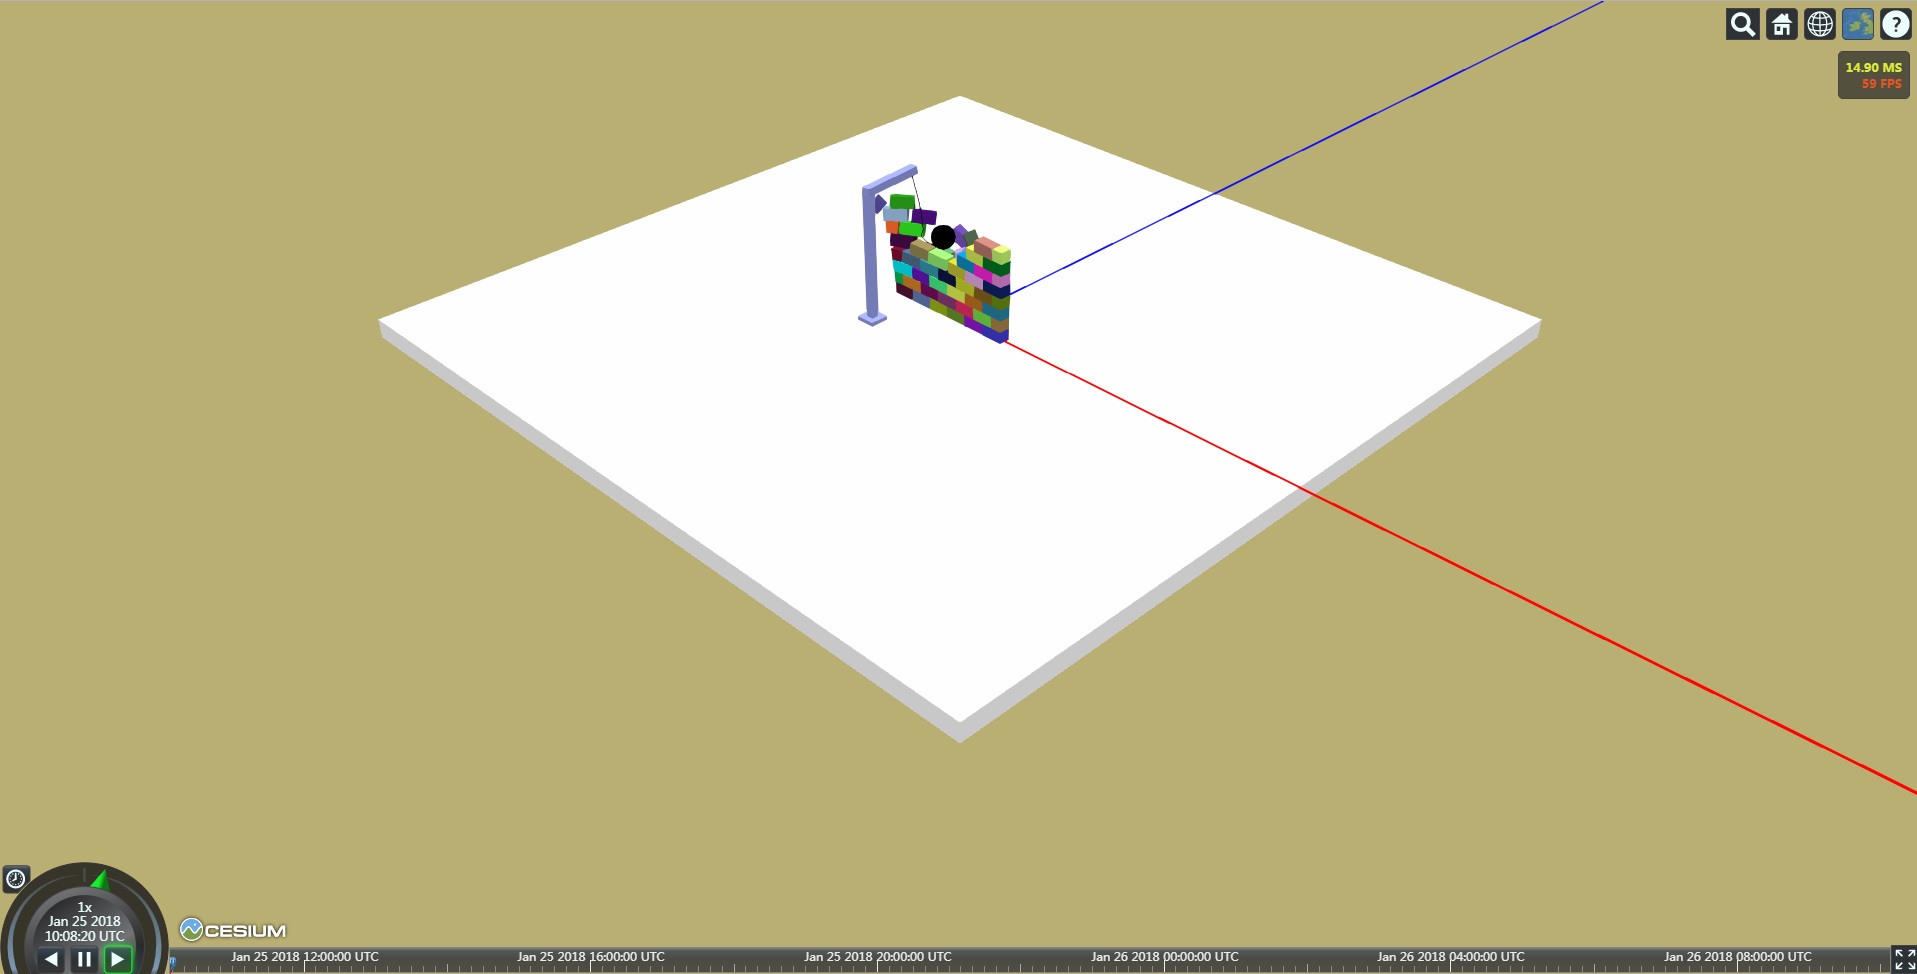 ?
14.90 MS
59 FPS
1x
Jan 25 2018
10:08:20 UTC
CESIUM
Jan 25 2018 12:00:00 UTC
Jan 25 2018 16:00:00 UTC
Jan 25 2018 20:00:00 UTC
Jan 26 2018 00:00:00 UTC
Jan 26 2018 04:00:00 UTC
Jan 26 2018 08:00:00 UTC